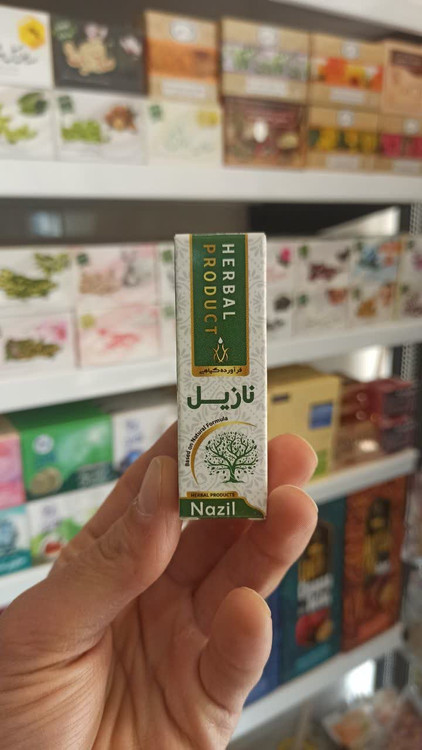 HERBAL
PRODUCT
فرآورده گیاهی
نازیل
Based on Natural Formula
HERBAL PRODUCTS
Nazil